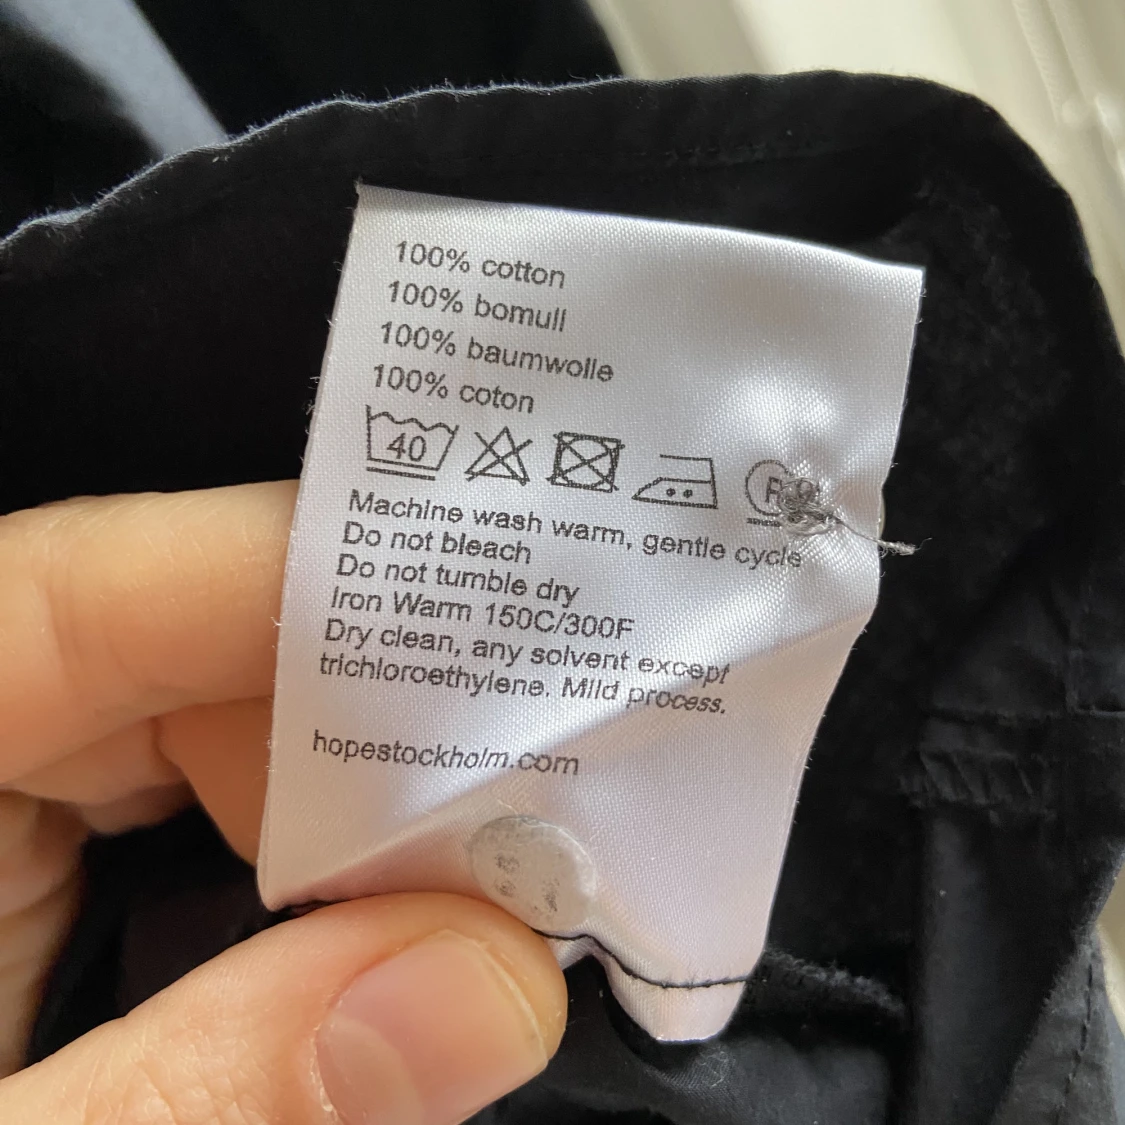 100% cotton
100% bomull
100% baumwolle
100% coton
40
Machine wash warm, gentle cycle
Do not bleach
Do not tumble dry
Iron Warm 150C/300F
Dry clean, any solvent except
trichloroethylene. Mild process.
hopestockholm.com